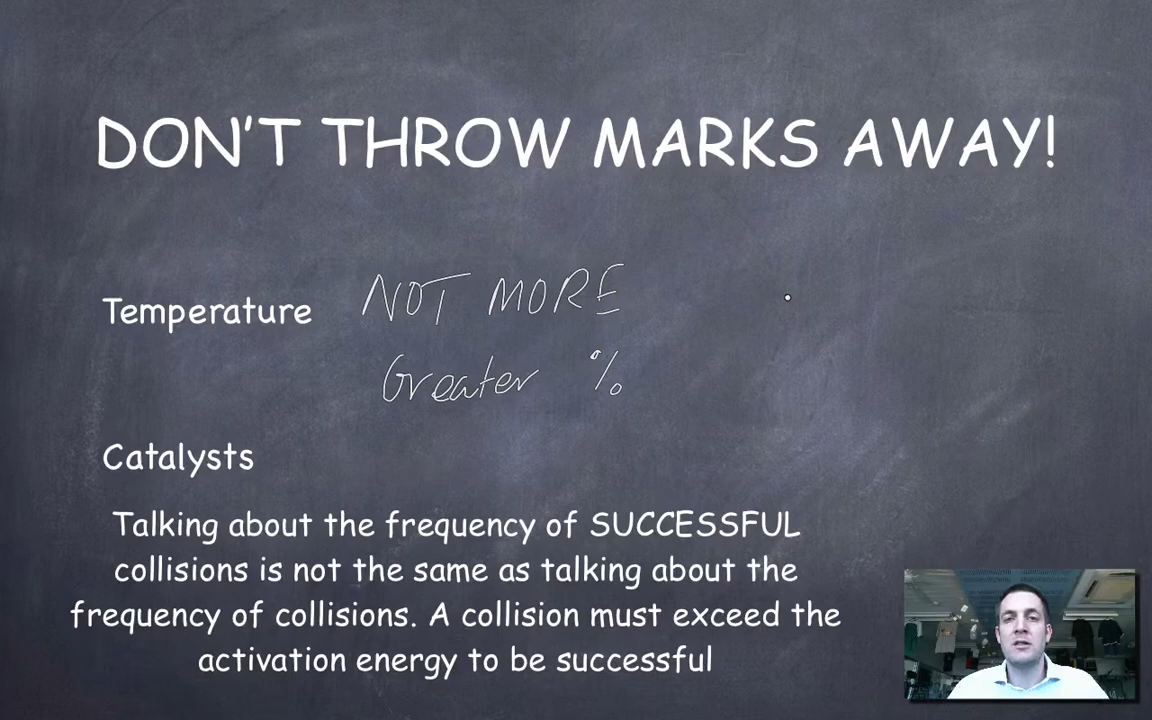 DON'T THROW MARKS AWAY!
Temperature NOT MORE
Greater %
Catalysts
Talking about the frequency of SUCCESSFUL
collisions is not the same as talking about the
frequency of collisions. A collision must exceed the
activation energy to be successful